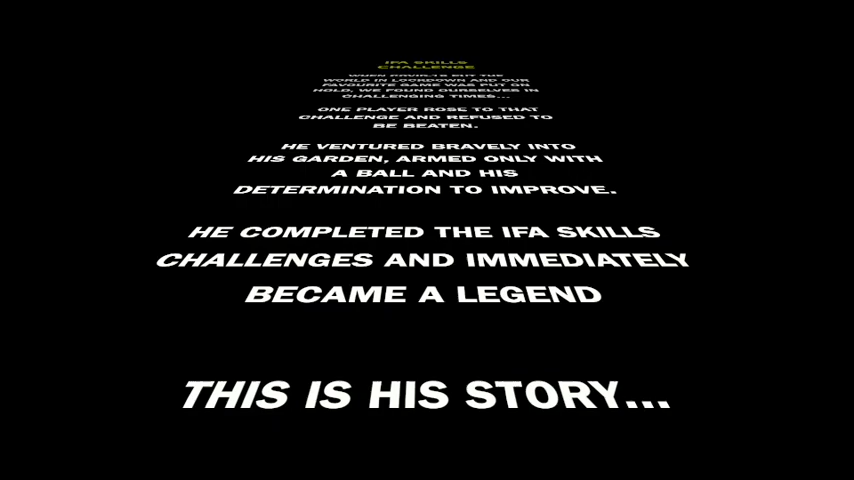 IFA SKILLS
CHALLENGE
WHEN COVID-19 PUT THE
WORLD IN LOCKDOWN AND OUR
FAVOURITE GAME WAS PUT ON
HOLD, WE FOUND OURSELVES IN
CHALLENGING TIMES...
ONE PLAYER ROSE TO THAT
CHALLENGE AND REFUSED TO
BE BEATEN.
HE VENTURED BRAVELY INTO
HIS GARDEN, ARMED ONLY WITH
A BALL AND HIS
DETERMINATION TO IMPROVE.
HE COMPLETED THE IFA SKILLS
CHALLENGES AND IMMEDIATELY
BECAME A LEGEND
THIS IS HIS STORY...